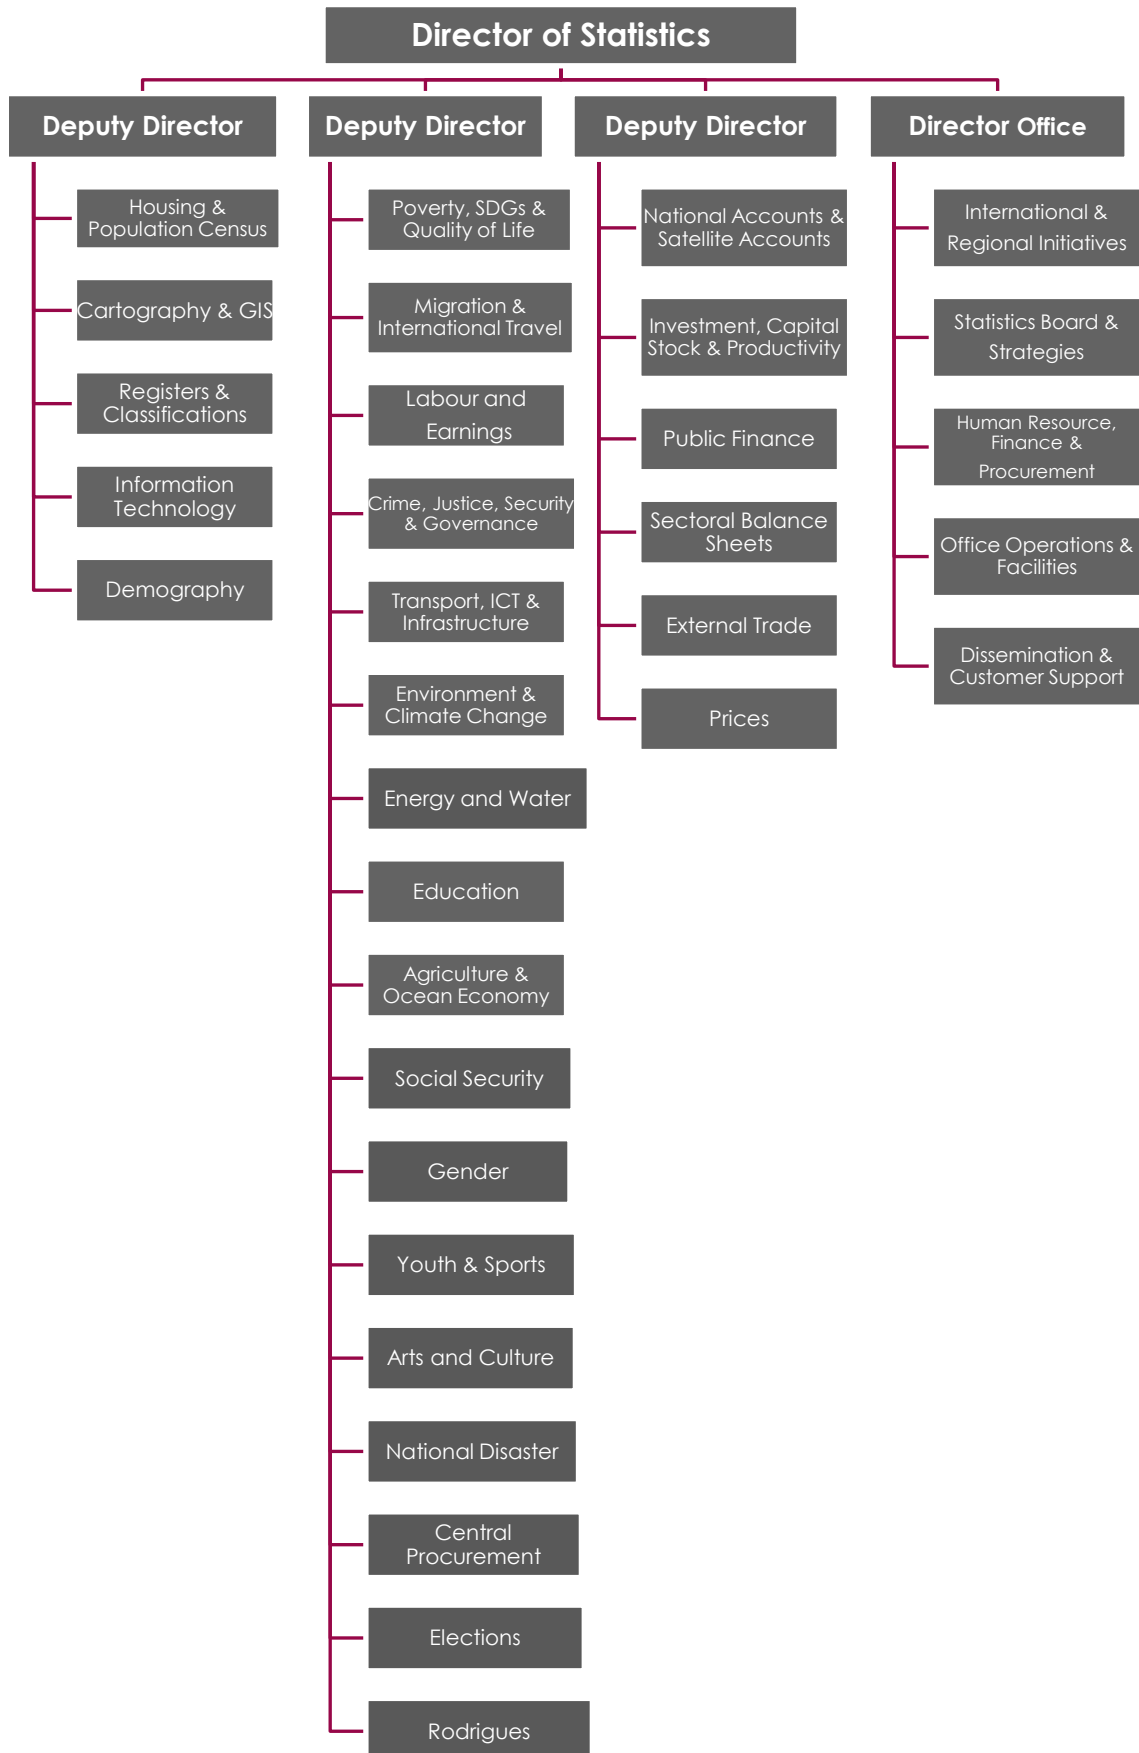 Director of Statistics
Deputy Director
Housing &
Population Census
Cartography & GIS
Registers &
Classifications
Information
Technology
Demography
Deputy Director
Poverty, SDGs &
Quality of Life
Migration &
International Travel
Labour and
Earnings
Crime, Justice, Security
& Governance
Transport, ICT &
Infrastructure
Environment &
Climate Change
Energy and Water
Education
Agriculture &
Ocean Economy
Social Security
Gender
Youth & Sports
Arts and Culture
National Disaster
Central
Procurement
Elections
Rodrigues
Deputy Director
National Accounts &
Satellite Accounts
Investment, Capital
Stock & Productivity
Public Finance
Sectoral Balance
Sheets
External Trade
Prices
Director Office
International &
Regional Initiatives
Statistics Board &
Strategies
Human Resource,
Finance &
Procurement
Office Operations &
Facilities
Dissemination &
Customer Support